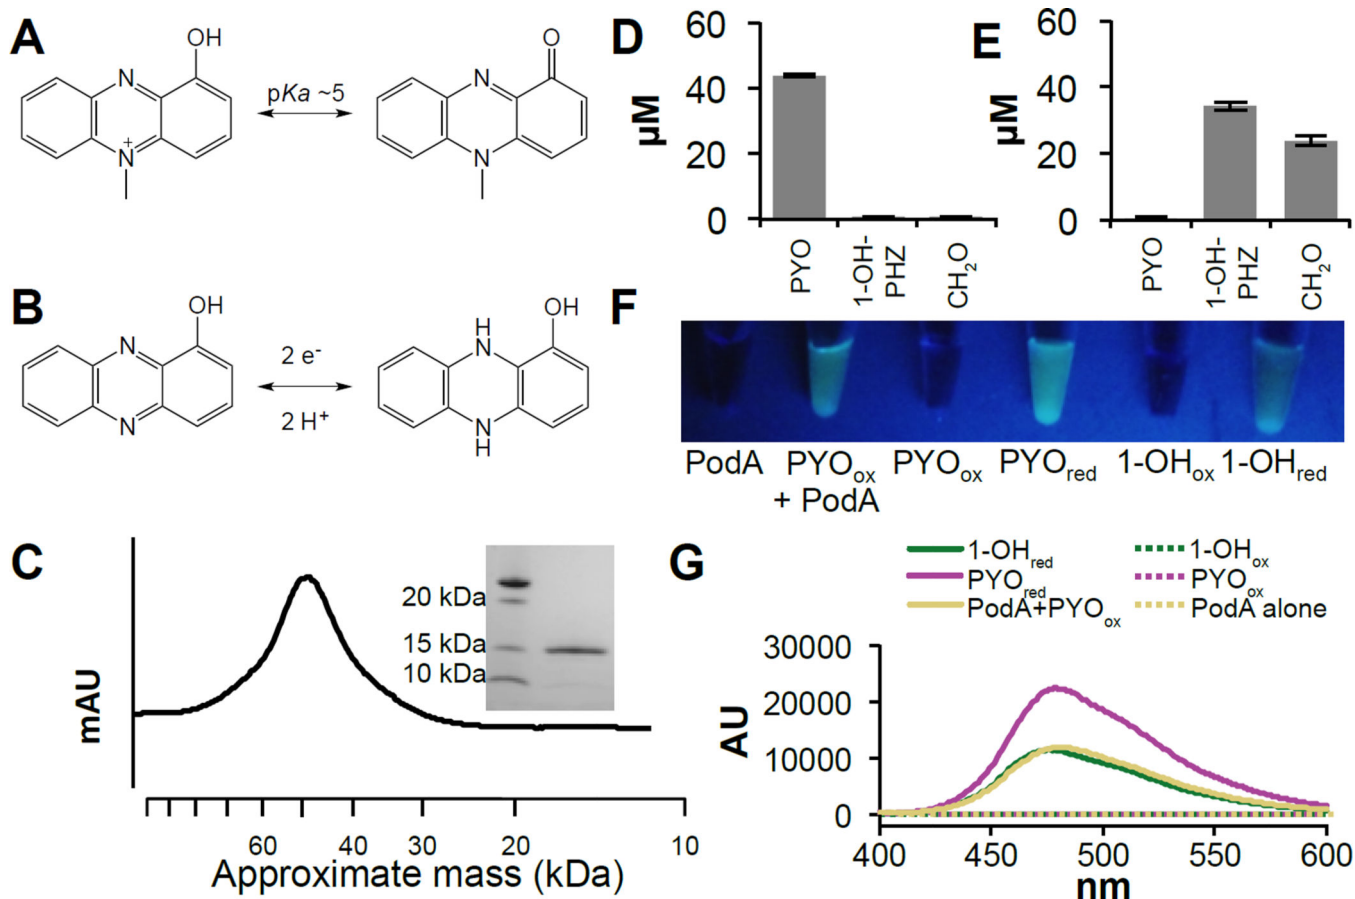 A
OH
N
N
+
pKa ~5
O
N
N
B
OH
N
N
2 e-
2 H+
H
N
OH
N
H
C
mAU
20 kDa
15 kDa
10 kDa
60
40
30
20
10
Approximate mass (kDa)
D
60
40
20
0
µM
PYO
1-OH-
PHZ
CH2O
E
60
40
20
0
µM
PYO
1-OH-
PHZ
CH2O
F
PodA
PYOox
+ PodA
PYOox
PYOred
1-OHox
1-OHred
G
1-OHred
PYOred
PodA+PYOox
1-OHox
PYOox
PodA alone
30000
20000
10000
0
AU
400
450
500
550
600
nm